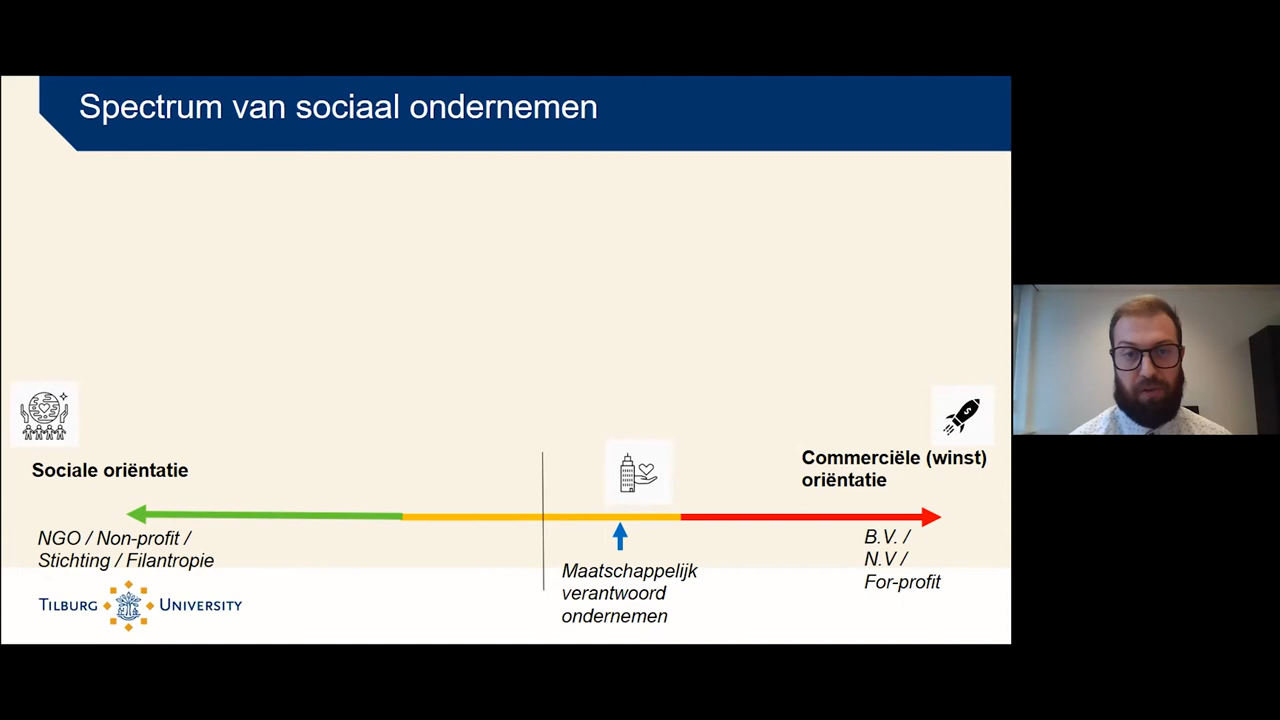 Spectrum van sociaal ondernemen
Sociale oriëntatie
Commerciële (winst)
oriëntatie
NGO / Non-profit /
Stichting / Filantropie
B.V. /
N.V /
For-profit
Maatschappelijk
verantwoord
ondernemen
TILBURG UNIVERSITY
$